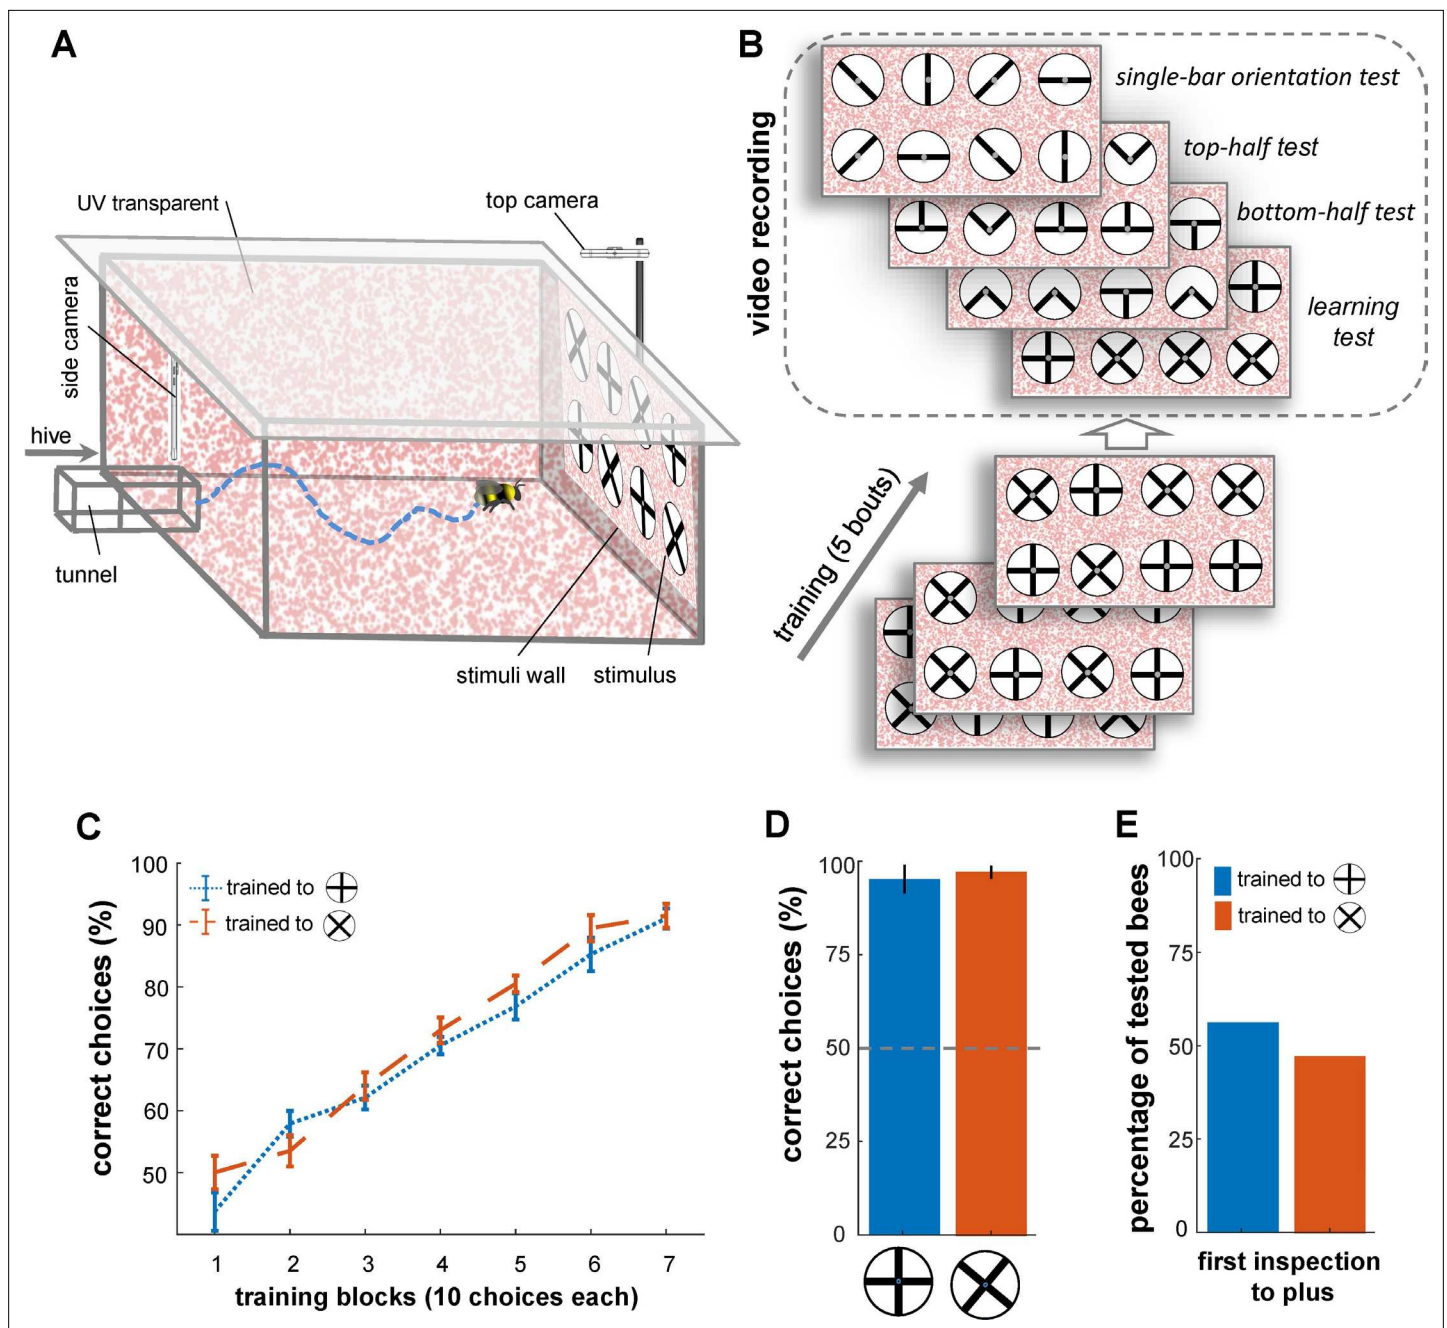 A
UV transparent
top camera
side camera
hive
tunnel
stimuli wall
stimulus
B
video recording
single-bar orientation test
top-half test
bottom-half test
learning
test
training (5 bouts)
C
correct choices (%)
100
90
80
70
60
50
trained to
trained to
1 2 3 4 5 6 7
training blocks (10 choices each)
D
correct choices (%)
100
75
50
25
0
E
percentage of tested bees
100
75
50
25
0
trained to
trained to
first inspection
to plus